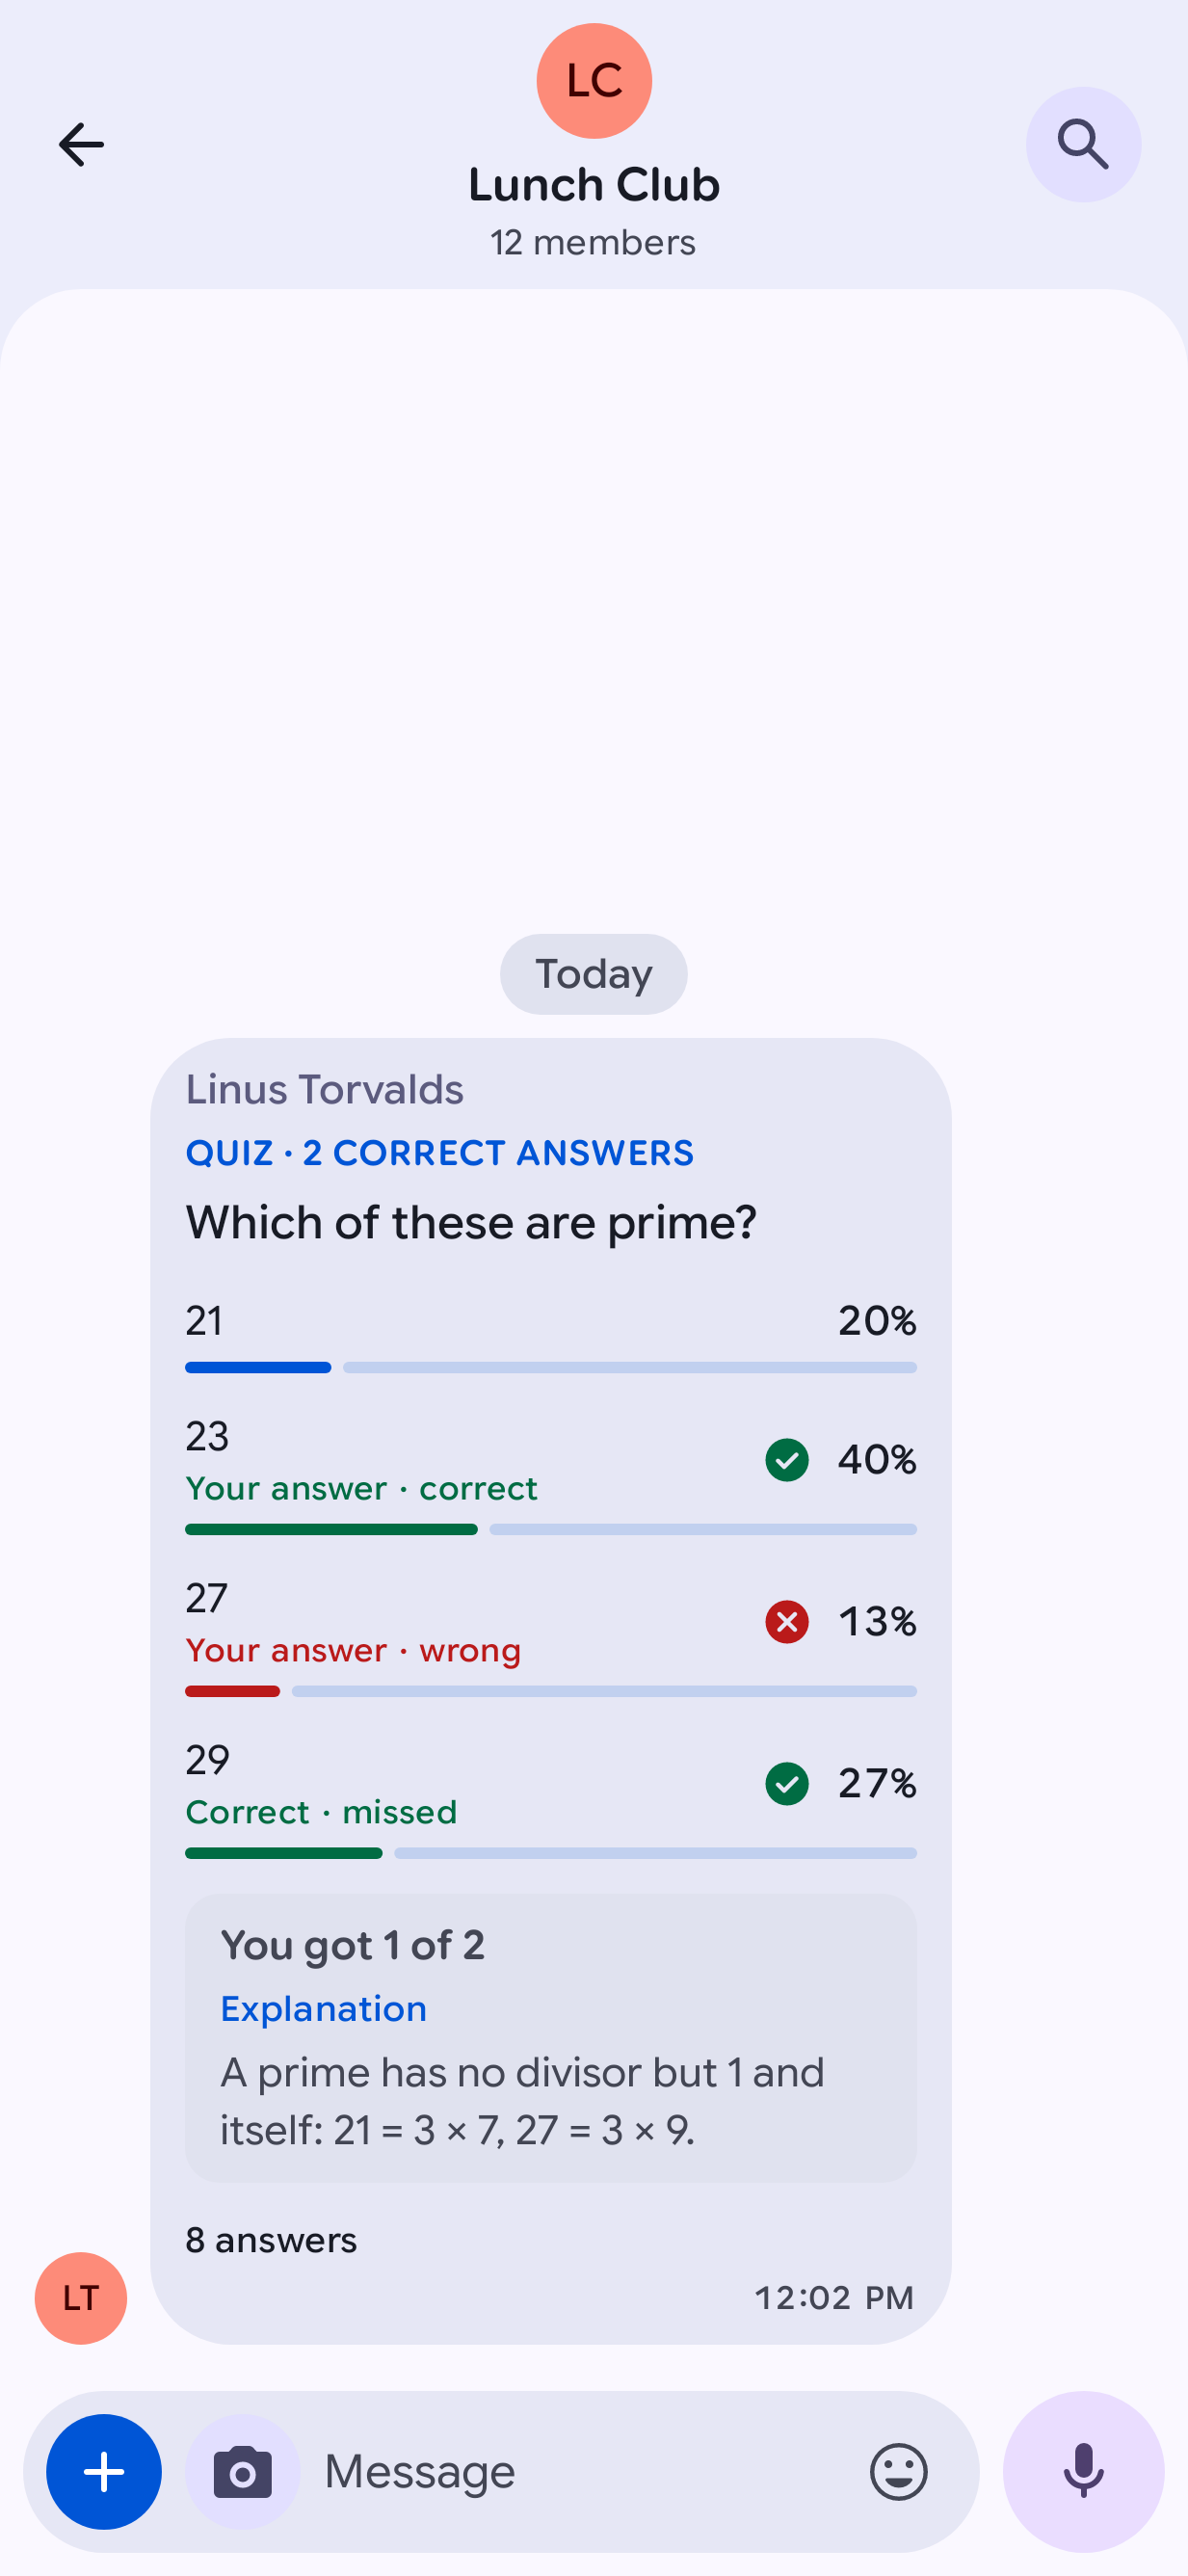 LC
Lunch Club
12 members
Today
Linus Torvalds
QUIZ · 2 CORRECT ANSWERS
Which of these are prime?
21 20%
23
Your answer · correct
40%
27
Your answer · wrong
13%
29
Correct · missed
27%
You got 1 of 2
Explanation
A prime has no divisor but 1 and
itself: 21 = 3 × 7, 27 = 3 × 9.
8 answers
LT
12:02 PM
Message